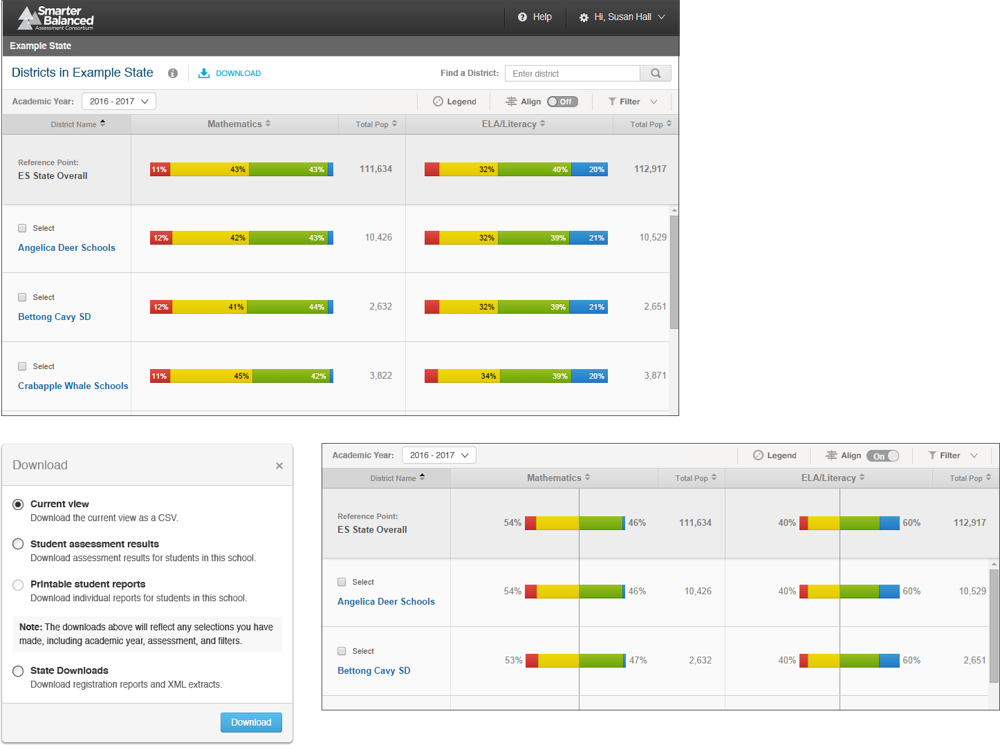 Smarter
Balanced
Assessment Consortium
Help
Hi, Susan Hall
Example State
Districts in Example State
DOWNLOAD
Find a District: Enter district
Academic Year: 2016 - 2017
Legend
Align Off
Filter
District Name Mathematics Total Pop ELA/Literacy Total Pop
Reference Point:
ES State Overall
11% 43% 43% 111,634 32% 40% 20% 112,917
Select
Angelica Deer Schools
12% 42% 43% 10,426 32% 39% 21% 10,529
Select
Bettong Cavy SD
12% 41% 44% 2,632 32% 39% 21% 2,651
Select
Crabapple Whale Schools
11% 45% 42% 3,822 34% 39% 20% 3,871
Download
Current view
Download the current view as a CSV.
Student assessment results
Download assessment results for students in this school.
Printable student reports
Download individual reports for students in this school.
Note: The downloads above will reflect any selections you have
made, including academic year, assessment, and filters.
State Downloads
Download registration reports and XML extracts.
Download
Academic Year: 2016 - 2017
Legend
Align On
Filter
District Name Mathematics Total Pop ELA/Literacy Total Pop
Reference Point:
ES State Overall
54% 46% 111,634 40% 60% 112,917
Select
Angelica Deer Schools
54% 46% 10,426 40% 60% 10,529
Select
Bettong Cavy SD
53% 47% 2,632 40% 60% 2,651